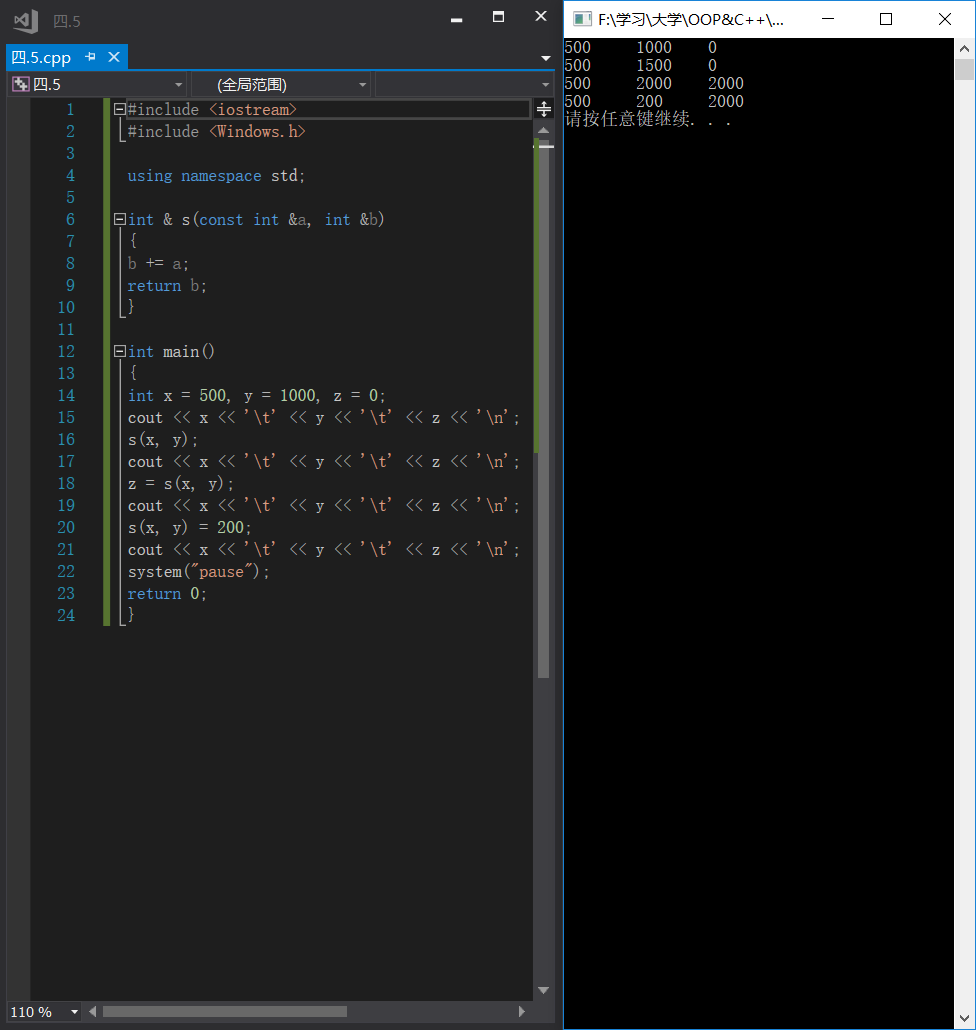 四.5
四.5.cpp
四.5 (全局范围)
1 #include <iostream>
2 #include <Windows.h>
3
4 using namespace std;
5
6 int & s(const int &a, int &b)
7 {
8 b += a;
9 return b;
10 }
11
12 int main()
13 {
14 int x = 500, y = 1000, z = 0;
15 cout << x << '\t' << y << '\t' << z << '\n';
16 s(x, y);
17 cout << x << '\t' << y << '\t' << z << '\n';
18 z = s(x, y);
19 cout << x << '\t' << y << '\t' << z << '\n';
20 s(x, y) = 200;
21 cout << x << '\t' << y << '\t' << z << '\n';
22 system("pause");
23 return 0;
24 }
110 %
F:\学习\大学\OOP&C++\...
500 1000 0
500 1500 0
500 2000 2000
500 200 2000
请按任意键继续. . .